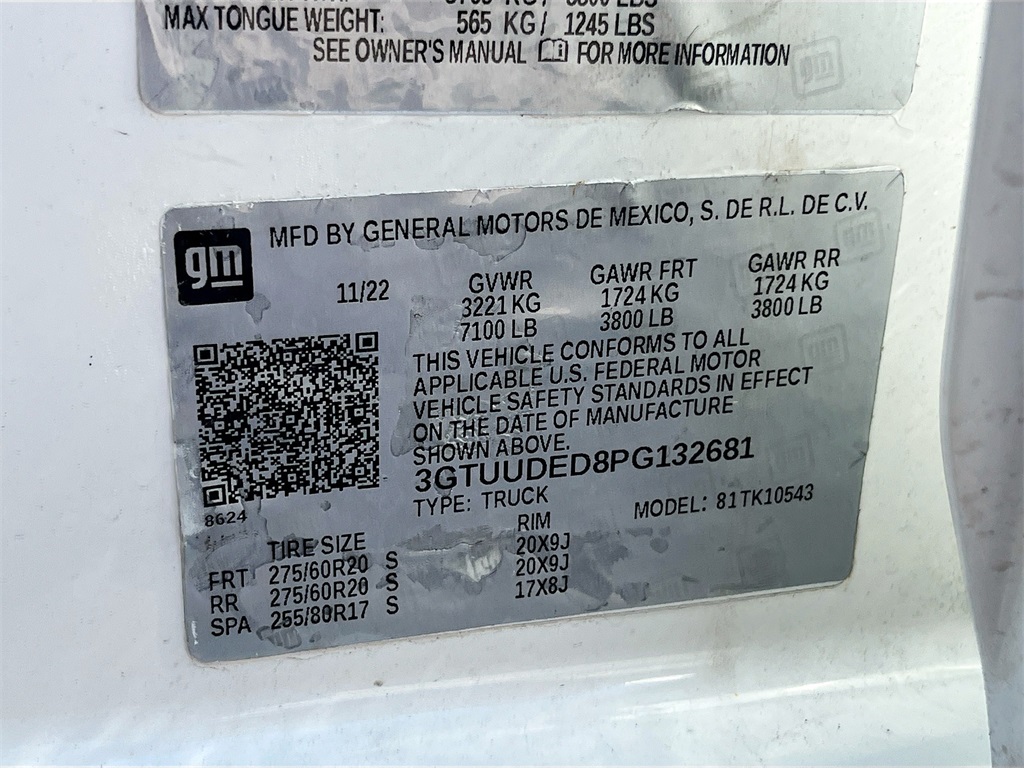 MAX TONGUE WEIGHT: 565 KG/ 1245 LBS
SEE OWNER'S MANUAL FOR MORE INFORMATION
gm
gm MFD BY GENERAL MOTORS DE MEXICO, S. DE R.L. DE C.V.
11/22 GVWR GAWR FRT GAWR RR
3221 KG 1724 KG 1724 KG
7100 LB 3800 LB 3800 LB
THIS VEHICLE CONFORMS TO ALL
APPLICABLE U.S. FEDERAL MOTOR
VEHICLE SAFETY STANDARDS IN EFFECT
ON THE DATE OF MANUFACTURE
SHOWN ABOVE.
3GTUUDED8PG132681
TYPE: TRUCK MODEL: 81TK10543
8624
TIRE SIZE RIM
FRT 275/60R20 S 20X9J
RR 275/60R20 S 20X9J
SPA 255/80R17 S 17X8J